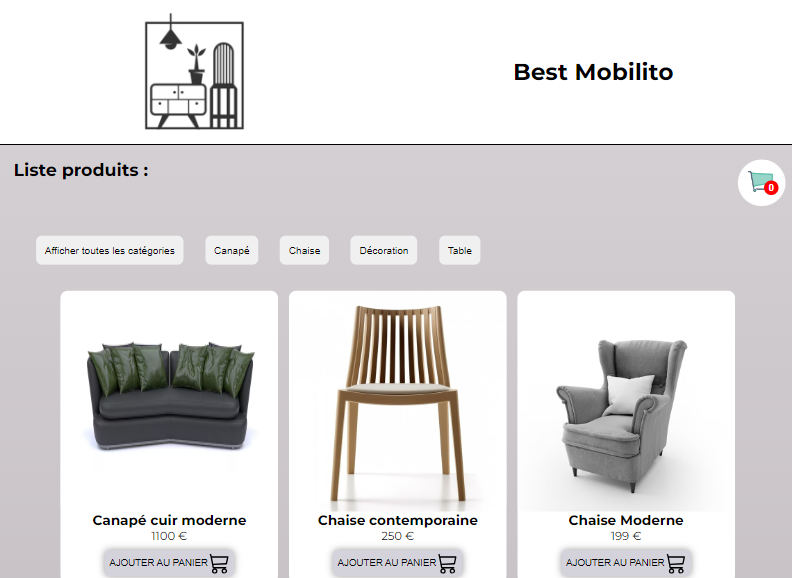 Best Mobilito
Liste produits :
0
Afficher toutes les catégories
Canapé
Chaise
Décoration
Table
Canapé cuir moderne
1100 €
AJOUTER AU PANIER
Chaise contemporaine
250 €
AJOUTER AU PANIER
Chaise Moderne
199 €
AJOUTER AU PANIER